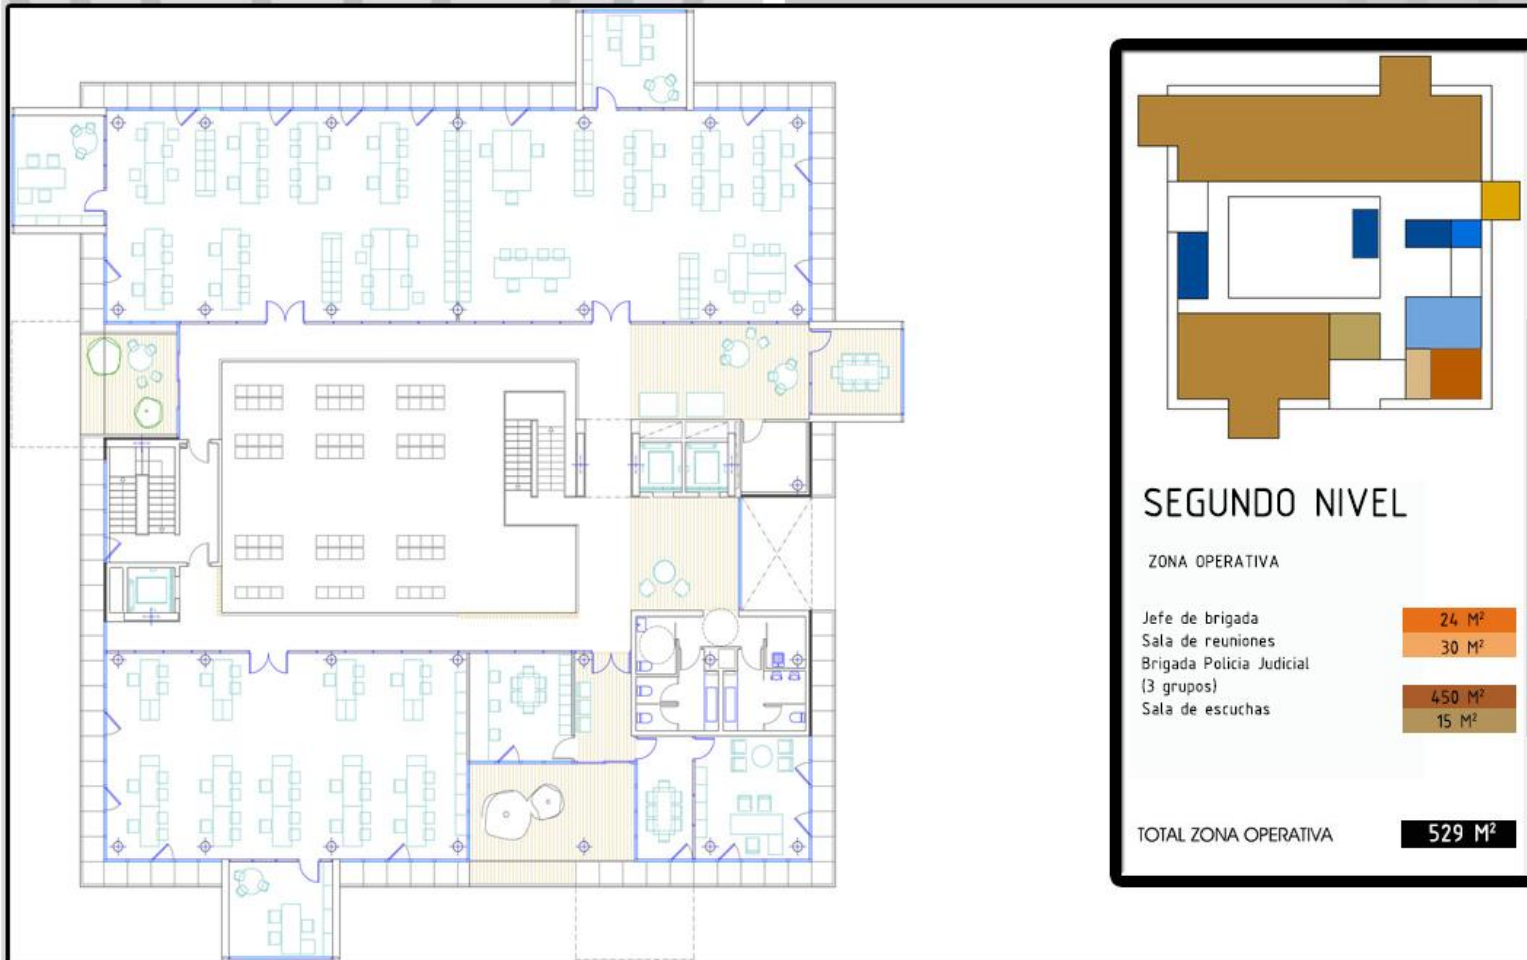 SEGUNDO NIVEL
ZONA OPERATIVA
Jefe de brigada 24 M²
Sala de reuniones 30 M²
Brigada Policia Judicial
(3 grupos) 450 M²
Sala de escuchas 15 M²
TOTAL ZONA OPERATIVA 529 M²